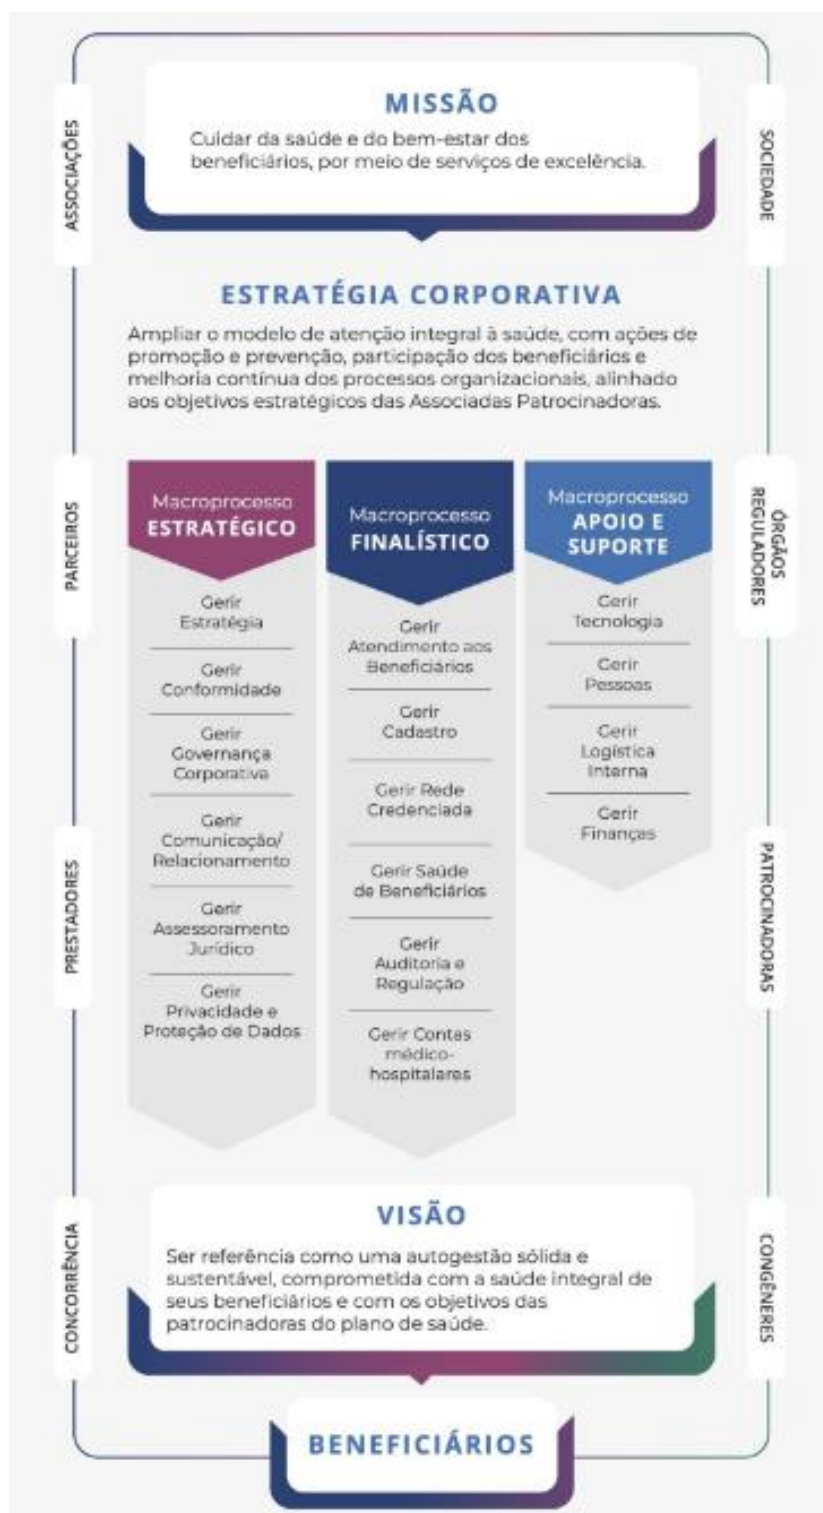 MISSÃO
Cuidar da saúde e do bem-estar dos
beneficiários, por meio de serviços de excelência.
ASSOCIAÇÕES
SOCIEDADE
ESTRATÉGIA CORPORATIVA
Ampliar o modelo de atenção integral à saúde, com ações de
promoção e prevenção, participação dos beneficiários e
melhoria contínua dos processos organizacionais, alinhado
aos objetivos estratégicos das Associadas Patrocinadoras.
PARCEIROS
PRESTADORES
Macroprocesso
ESTRATÉGICO
Gerir
Estratégia
Gerir
Conformidade
Gerir
Governança
Corporativa
Gerir
Comunicação/
Relacionamento
Gerir
Assessoramento
Jurídico
Gerir
Privacidade e
Proteção de Dados
Macroprocesso
FINALÍSTICO
Gerir
Atendimento aos
Beneficiários
Gerir
Cadastro
Gerir Rede
Credenciada
Gerir Saúde
de Beneficiários
Gerir
Auditoria e
Regulação
Gerir Contas
médico-
hospitalares
Macroprocesso
APOIO E
SUPORTE
Gerir
Tecnologia
Gerir
Pessoas
Gerir
Logística
Interna
Gerir
Finanças
ÓRGÃOS
REGULADORES
PATROCINADORAS
CONCORRÊNCIA
VISÃO
Ser referência como uma autogestão sólida e
sustentável, comprometida com a saúde integral de
seus beneficiários e com os objetivos das
patrocinadoras do plano de saúde.
CONGÊNERES
BENEFICIÁRIOS